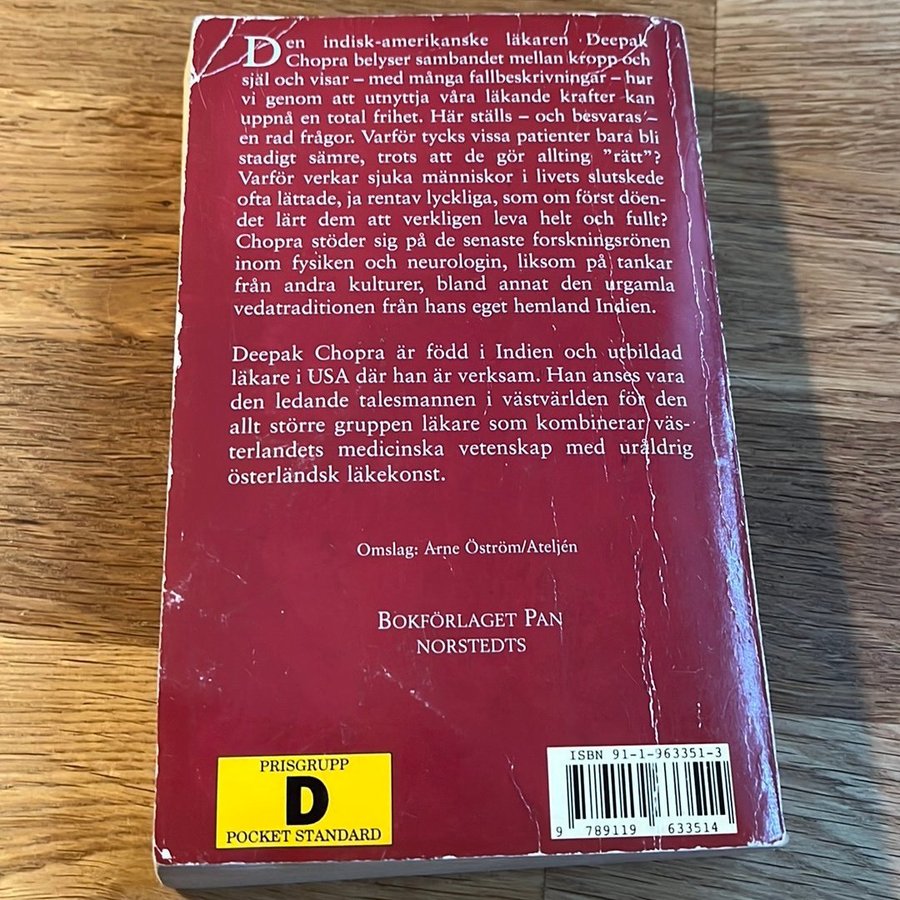 Den indisk-amerikanske läkaren Deepak
Chopra belyser sambandet mellan kropp och
själ och visar – med många fallbeskrivningar – hur
vi genom att utnyttja våra läkande krafter kan
uppnå en total frihet. Här ställs – och besvaras –
en rad frågor. Varför tycks vissa patienter bara bli
stadigt sämre, trots att de gör allting "rätt"?
Varför verkar sjuka människor i livets slutskede
ofta lättade, ja rentav lyckliga, som om först döen-
det lärt dem att verkligen leva helt och fullt?
Chopra stöder sig på de senaste forskningsrönen
inom fysiken och neurologin, liksom på tankar
från andra kulturer, bland annat den urgamla
vedatraditionen från hans eget hemland Indien.
Deepak Chopra är född i Indien och utbildad
läkare i USA där han är verksam. Han anses vara
den ledande talesmannen i västvärlden för den
allt större gruppen läkare som kombinerar väs-
terlandets medicinska vetenskap med uråldrig
österländsk läkekonst.
Omslag: Arne Öström/Ateljén
BOKFÖRLAGET PAN
NORSTEDTS
PRISGRUPP
D
POCKET STANDARD
ISBN 91-1-963351-3
9 789119 633514